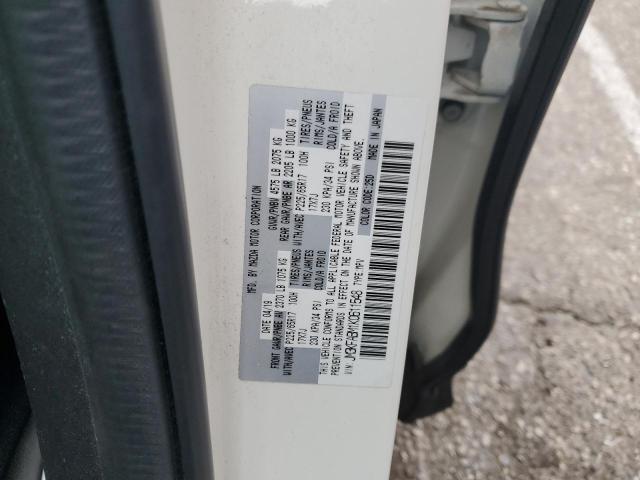 MFD. BY MAZDA MOTOR CORPORATION
DATE 04/19 GVWR/PNBV 4575 LB 2075 KG
FRONT GAWR/PNBE AV 2370 LB 1075 KG REAR GAWR/PNBE AR 2205 LB 1000 KG
WITH/AVEC P225/65R17 100H TIRES/PNEUS WITH/AVEC P225/65R17 100H TIRES/PNEUS
17X7J RIMS/JANTES 17X7J RIMS/JANTES
230 KPA/34 PSI COLD/A FROID 230 KPA/34 PSI COLD/A FROID
THIS VEHICLE CONFORMS TO ALL APPLICABLE FEDERAL MOTOR VEHICLE SAFETY AND THEFT
PREVENTION STANDARDS IN EFFECT ON THE DATE OF MANUFACTURE SHOWN ABOVE.
VIN: TYPE: MPV COLOR CODE: 25D MADE IN JAPAN